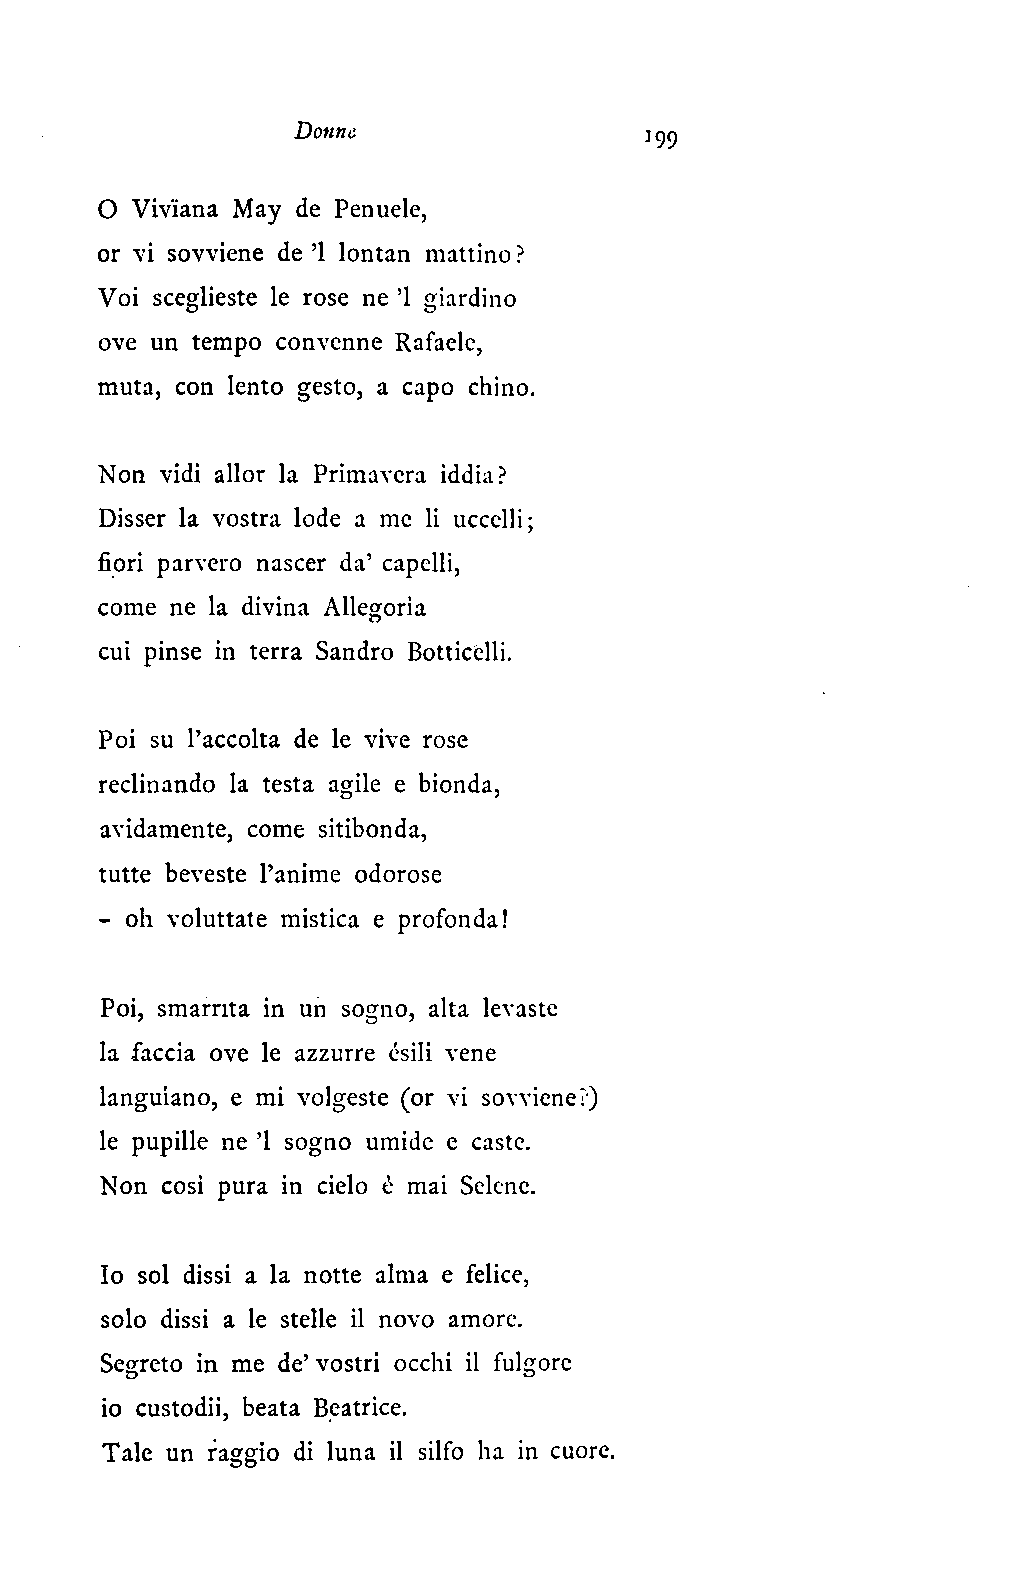 Donne 199
O Vivïana May de Penuele,
or vi sovviene de 'l lontan mattino?
Voi sceglieste le rose ne 'l giardino
ove un tempo convenne Rafaele,
muta, con lento gesto, a capo chino.
Non vidi allor la Primavera iddia?
Disser la vostra lode a me li uccelli;
fiori parvero nascer da' capelli,
come ne la divina Allegorìa
cui pinse in terra Sandro Botticelli.
Poi su l'accolta de le vive rose
reclinando la testa agile e bionda,
avidamente, come sitibonda,
tutte beveste l'anime odorose
- oh voluttate mistica e profonda!
Poi, smarrita in un sogno, alta levaste
la faccia ove le azzurre ésili vene
languiano, e mi volgeste (or vi sovviene?)
le pupille ne 'l sogno umide e caste.
Non così pura in cielo è mai Selene.
Io sol dissi a la notte alma e felice,
solo dissi a le stelle il novo amore.
Segreto in me de' vostri occhi il fulgore
io custodii, beata Beatrice.
Tale un raggio di luna il silfo ha in cuore.